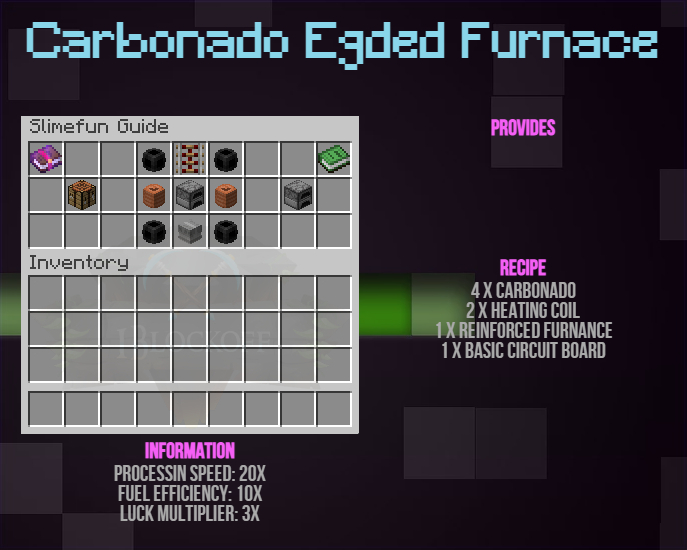 Carbonado Egded Furnace
Slimefun Guide
PROVIDES
Inventory
RECIPE
4 X CARBONADO
2 X HEATING COIL
1 X REINFORCED FURNANCE
1 X BASIC CIRCUIT BOARD
INFORMATION
PROCESSIN SPEED: 20X
FUEL EFFICIENCY: 10X
LUCK MULTIPLIER: 3X